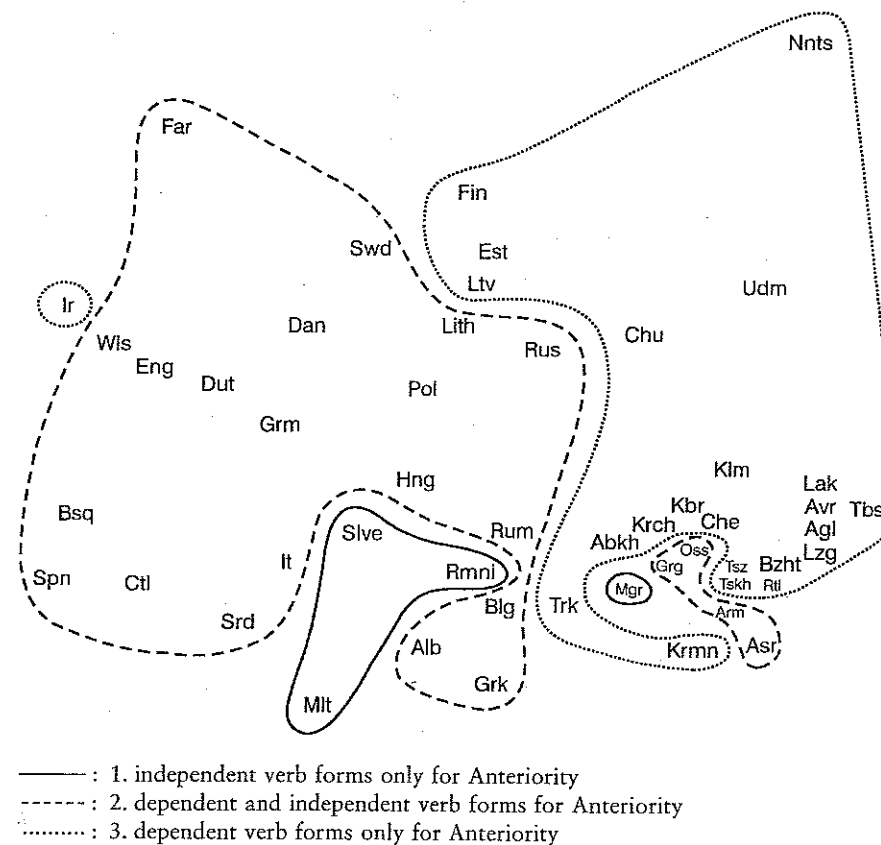 Nnts
Far
Fin
Swd
Est
Ltv
Udm
Ir
Dan
Lith
Wls
Rus
Chu
Eng
Dut
Pol
Grm
Hng
Klm
Lak
Bsq
Kbr
Avr
Tbs
Slve
Rum
Krch
Che
Agl
Abkh
Oss
Lzg
It
Grg
Tsz
Bzht
Spn
Ctl
Rmni
Mgr
Tskh
Rtl
Blg
Trk
Srd
Arm
Alb
Krmn
Asr
Grk
Mlt
: 1. independent verb forms only for Anteriority
: 2. dependent and independent verb forms for Anteriority
: 3. dependent verb forms only for Anteriority